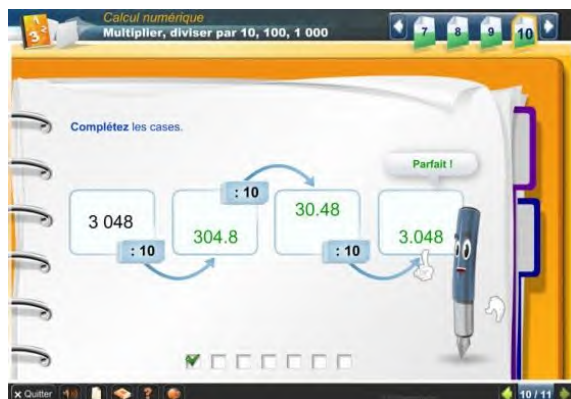 Calcul numérique
Multiplier, diviser par 10, 100, 1 000
7 8 9 10
Complétez les cases.
Parfait !
: 10
3 048
304.8
30.48
3.048
: 10
: 10
x Quitter
?
10 / 11